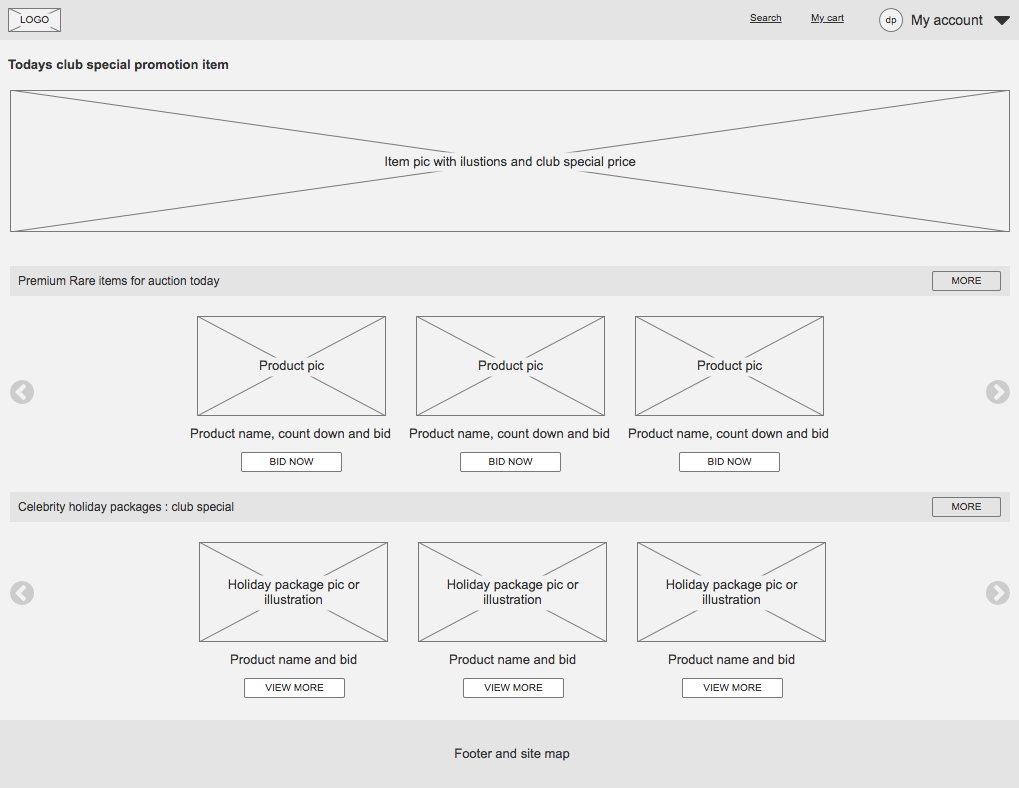 LOGO
Search
My cart
dp
My account
Todays club special promotion item
Item pic with ilustions and club special price
Premium Rare items for auction today
MORE
Product pic
Product pic
Product pic
Product name, count down and bid
Product name, count down and bid
Product name, count down and bid
BID NOW
BID NOW
BID NOW
Celebrity holiday packages : club special
MORE
Holiday package pic or
illustration
Holiday package pic or
illustration
Holiday package pic or
illustration
Product name and bid
Product name and bid
Product name and bid
VIEW MORE
VIEW MORE
VIEW MORE
Footer and site map